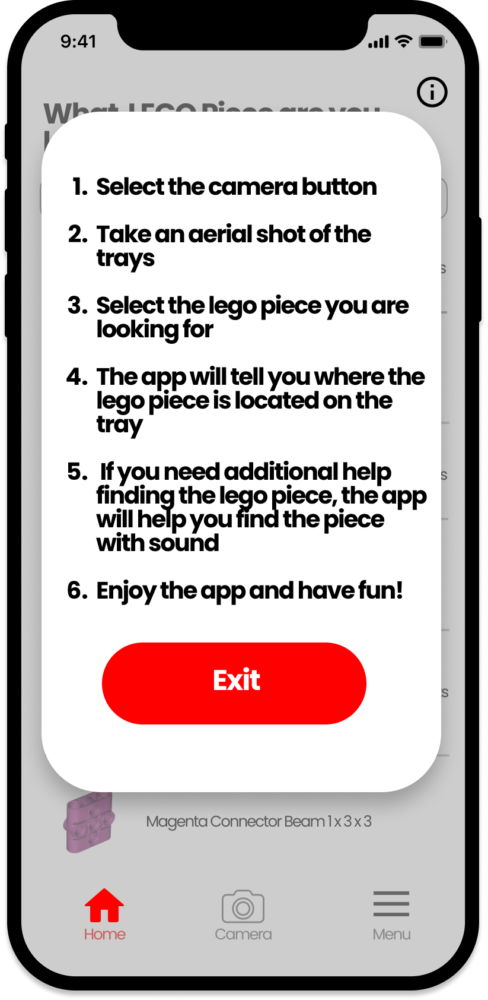 9:41
What LEGO Piece are you
1. Select the camera button
2. Take an aerial shot of the
trays
3. Select the lego piece you are
looking for
4. The app will tell you where the
lego piece is located on the
tray
5. If you need additional help
finding the lego piece, the app
will help you find the piece
with sound
6. Enjoy the app and have fun!
Exit
Magenta Connector Beam 1 x 3 x 3
Home Camera Menu